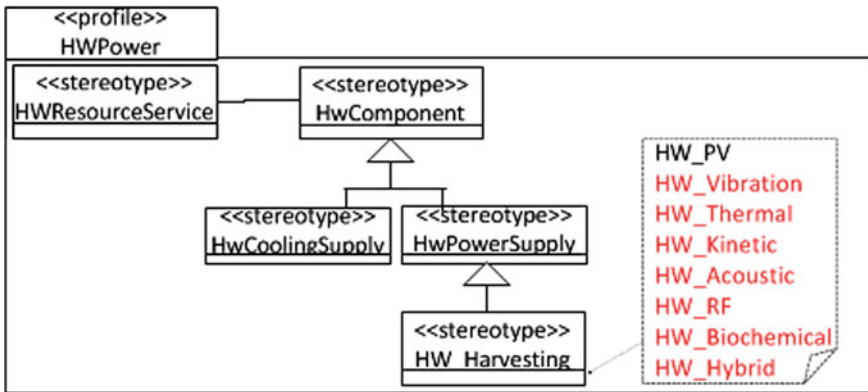 <<profile>>
HWPower
<<stereotype>>
HWResourceService
<<stereotype>>
HwComponent
<<stereotype>>
HwCoolingSupply
<<stereotype>>
HwPowerSupply
<<stereotype>>
HW_Harvesting
HW_PV
HW_Vibration
HW_Thermal
HW_Kinetic
HW_Acoustic
HW_RF
HW_Biochemical
HW_Hybrid